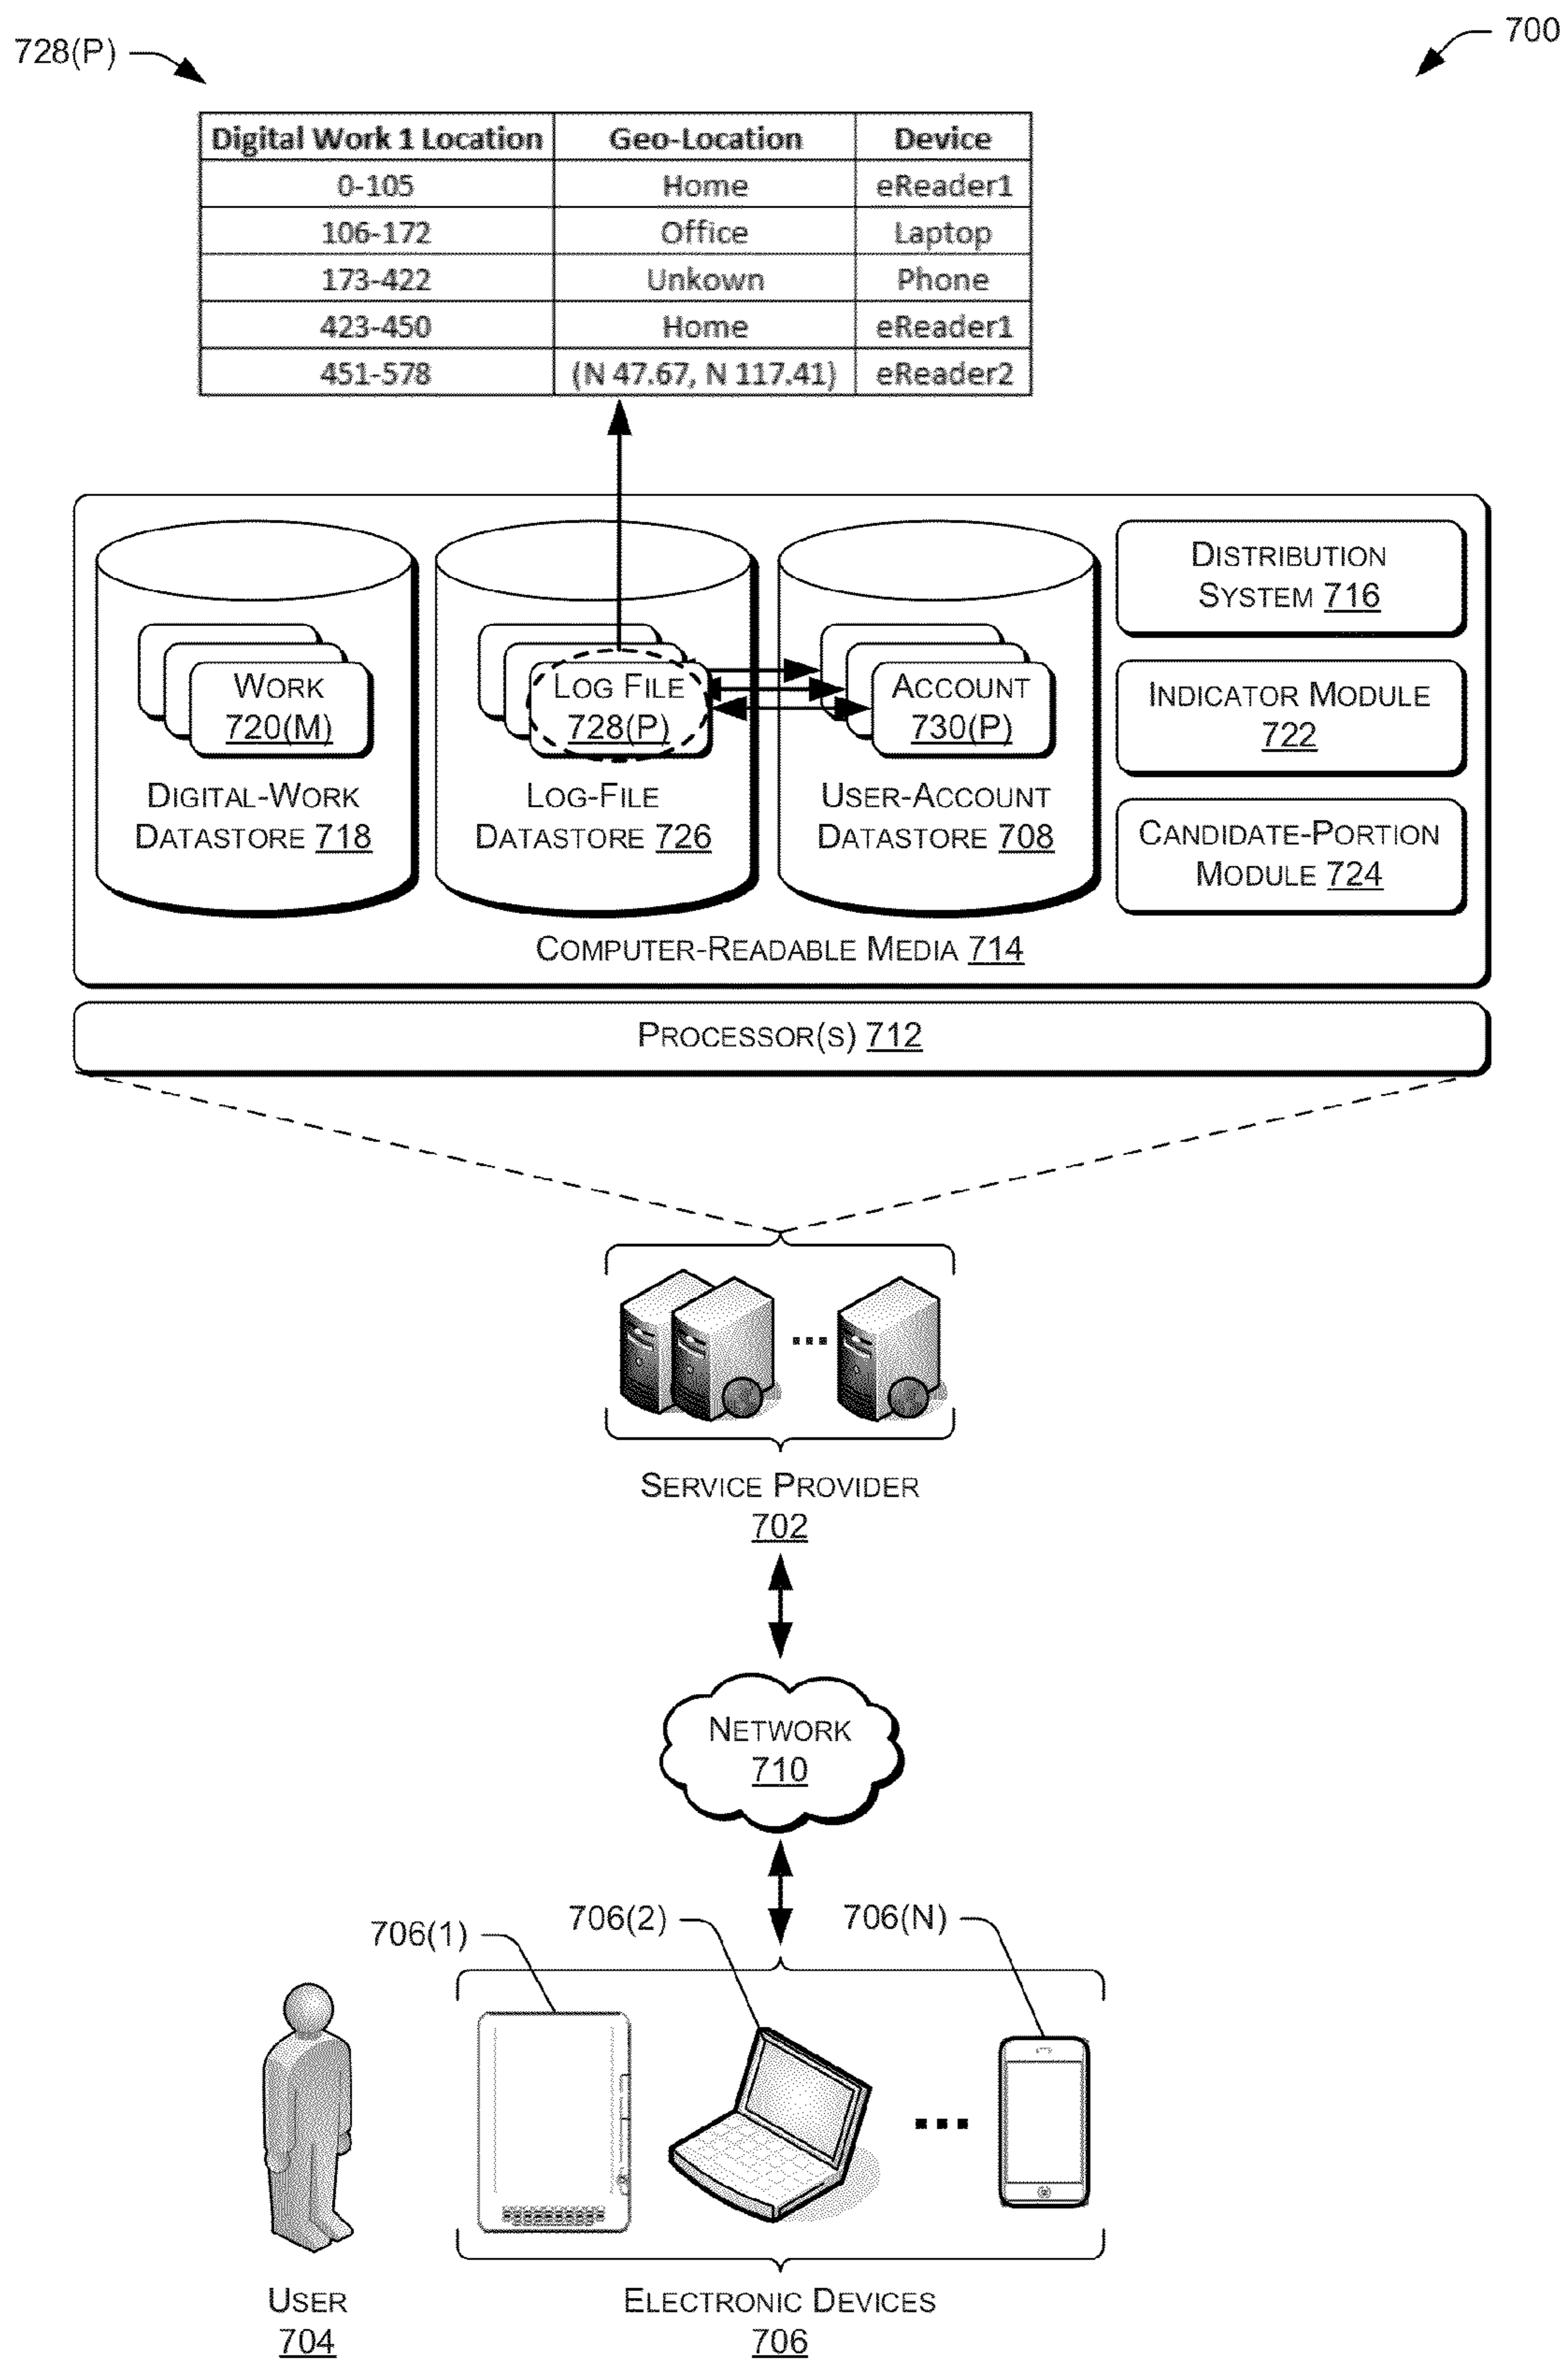 728(P)
700
Digital Work 1 Location Geo-Location Device
0-105 Home eReader1
106-172 Office Laptop
173-422 Unkown Phone
423-450 Home eReader1
451-578 (N 47.67, N 117.41) eReader2
WORK
720(M)
DIGITAL-WORK
DATASTORE 718
LOG FILE
728(P)
LOG-FILE
DATASTORE 726
ACCOUNT
730(P)
USER-ACCOUNT
DATASTORE 708
DISTRIBUTION
SYSTEM 716
INDICATOR MODULE
722
CANDIDATE-PORTION
MODULE 724
COMPUTER-READABLE MEDIA 714
PROCESSOR(S) 712
SERVICE PROVIDER
702
NETWORK
710
706(1)
706(2)
706(N)
USER
704
ELECTRONIC DEVICES
706